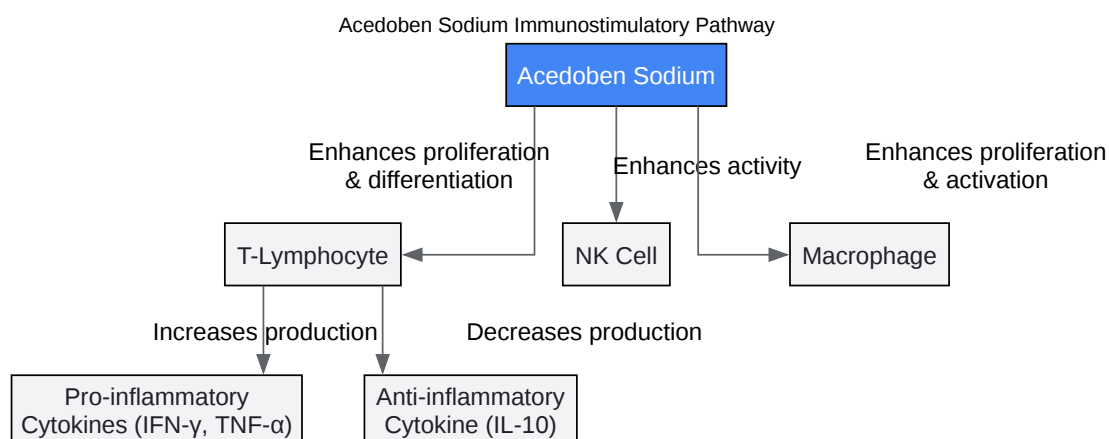 Acedoben Sodium Immunostimulatory Pathway
Acedoben Sodium
Enhances proliferation
& differentiation
Enhances activity
Enhances proliferation
& activation
T-Lymphocyte
NK Cell
Macrophage
Increases production
Decreases production
Pro-inflammatory
Cytokines (IFN-γ, TNF-α)
Anti-inflammatory
Cytokine (IL-10)